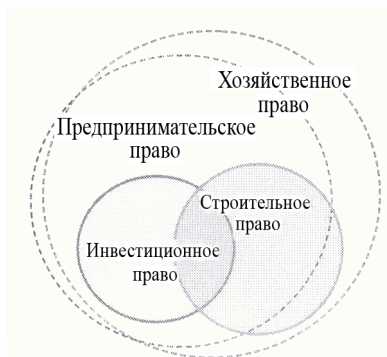 Хозяйственное
право
Предпринимательское
право
Строительное
право
Инвестиционное
право